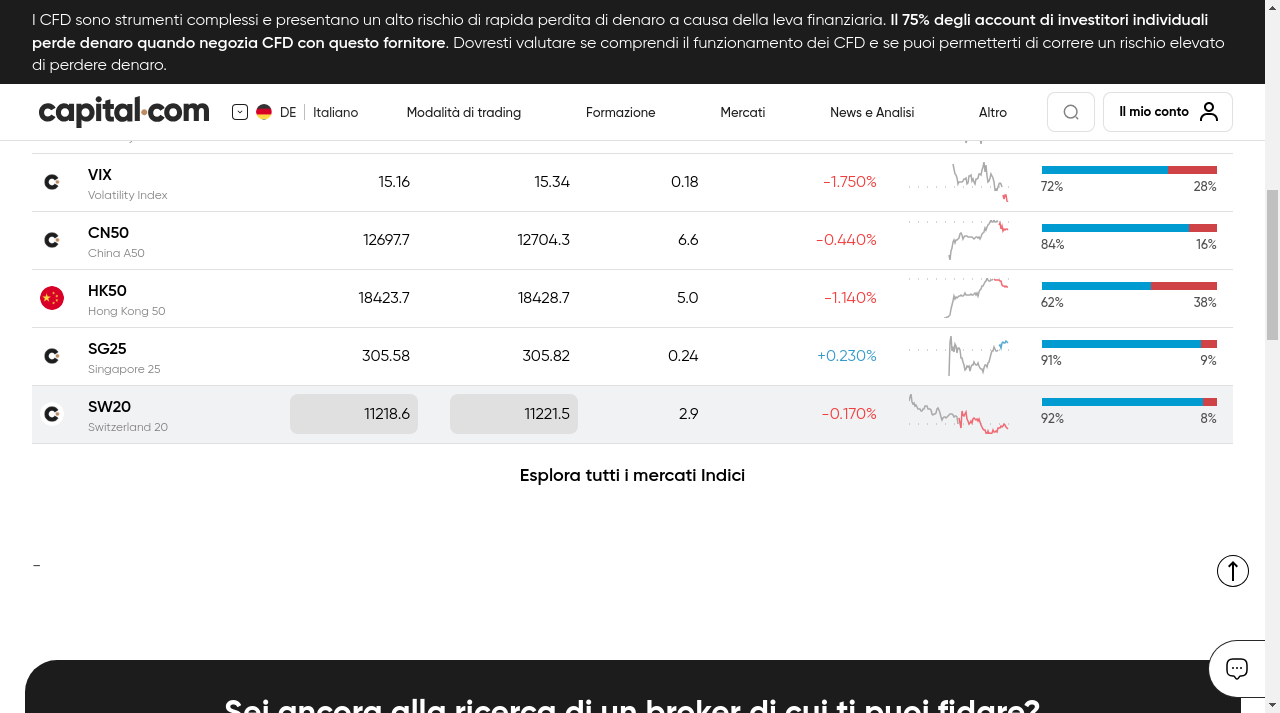 I CFD sono strumenti complessi e presentano un alto rischio di rapida perdita di denaro a causa della leva finanziaria. Il 75% degli account di investitori individuali
perde denaro quando negozia CFD con questo fornitore. Dovresti valutare se comprendi il funzionamento dei CFD e se puoi permetterti di correre un rischio elevato
di perdere denaro.
capital.com DE Italiano Modalità di trading Formazione Mercati News e Analisi Altro Il mio conto
VIX 15.16 15.34 0.18 -1.750%
Volatility Index 72% 28%
CN50 12697.7 12704.3 6.6 -0.440%
China A50 84% 16%
HK50 18423.7 18428.7 5.0 -1.140%
Hong Kong 50 62% 38%
SG25 305.58 305.82 0.24 +0.230%
Singapore 25 91% 9%
SW20 11218.6 11221.5 2.9 -0.170%
Switzerland 20 92% 8%
Esplora tutti i mercati Indici
-
Sei ancora alla ricerca di un broker di cui ti puoi fidare?